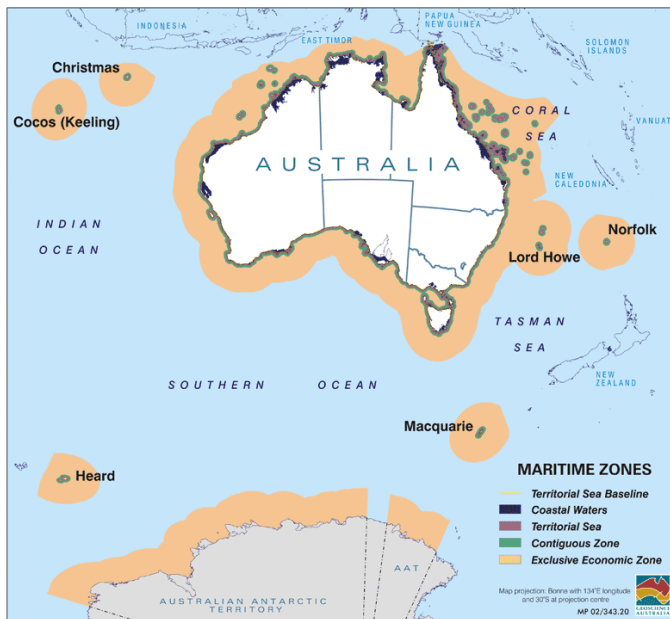 INDONESIA
PAPUA
NEW GUINEA
EAST TIMOR
SOLOMON
ISLANDS
Christmas
Cocos (Keeling)
CORAL
SEA
VANUAT
AUSTRALIA
NEW
CALEDONIA
INDIAN
OCEAN
Norfolk
Lord Howe
TASMAN
SEA
SOUTHERN OCEAN
NEW
ZEALAND
Macquarie
Heard
MARITIME ZONES
Territorial Sea Baseline
Coastal Waters
Territorial Sea
Contiguous Zone
Exclusive Economic Zone
AAT
AUSTRALIAN ANTARCTIC
TERRITORY
Map projection: Bonne with 134°E longitude
and 30°S at projection centre
MP 02/343.20
GEOSCIENCE
AUSTRALIA